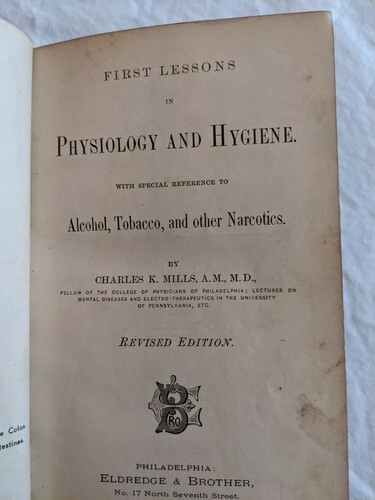 FIRST LESSONS
IN
PHYSIOLOGY AND HYGIENE.
WITH SPECIAL REFERENCE TO
Alcohol, Tobacco, and other Narcotics.
BY
CHARLES K. MILLS, A.M., M.D.,
FELLOW OF THE COLLEGE OF PHYSICIANS OF PHILADELPHIA; LECTURER ON
MENTAL DISEASES AND ELECTRO-THERAPEUTICS IN THE UNIVERSITY
OF PENNSYLVANIA, ETC.
REVISED EDITION.
PHILADELPHIA:
ELDREDGE & BROTHER,
No. 17 North Seventh Street.
Colon.